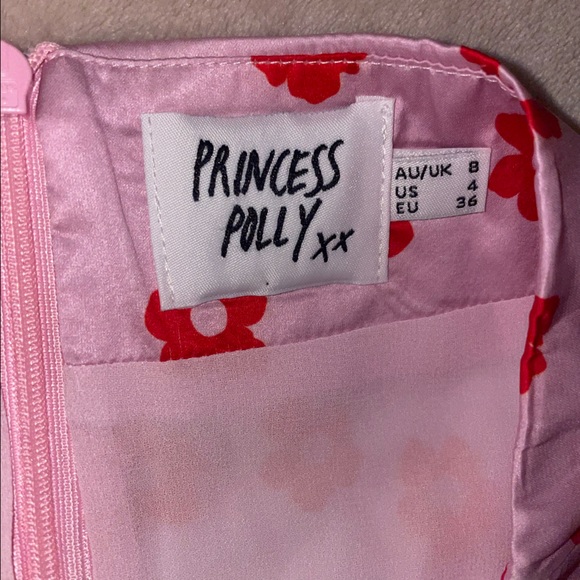 PRINCESS
POLLY xx
AU/UK 8
US 4
EU 36